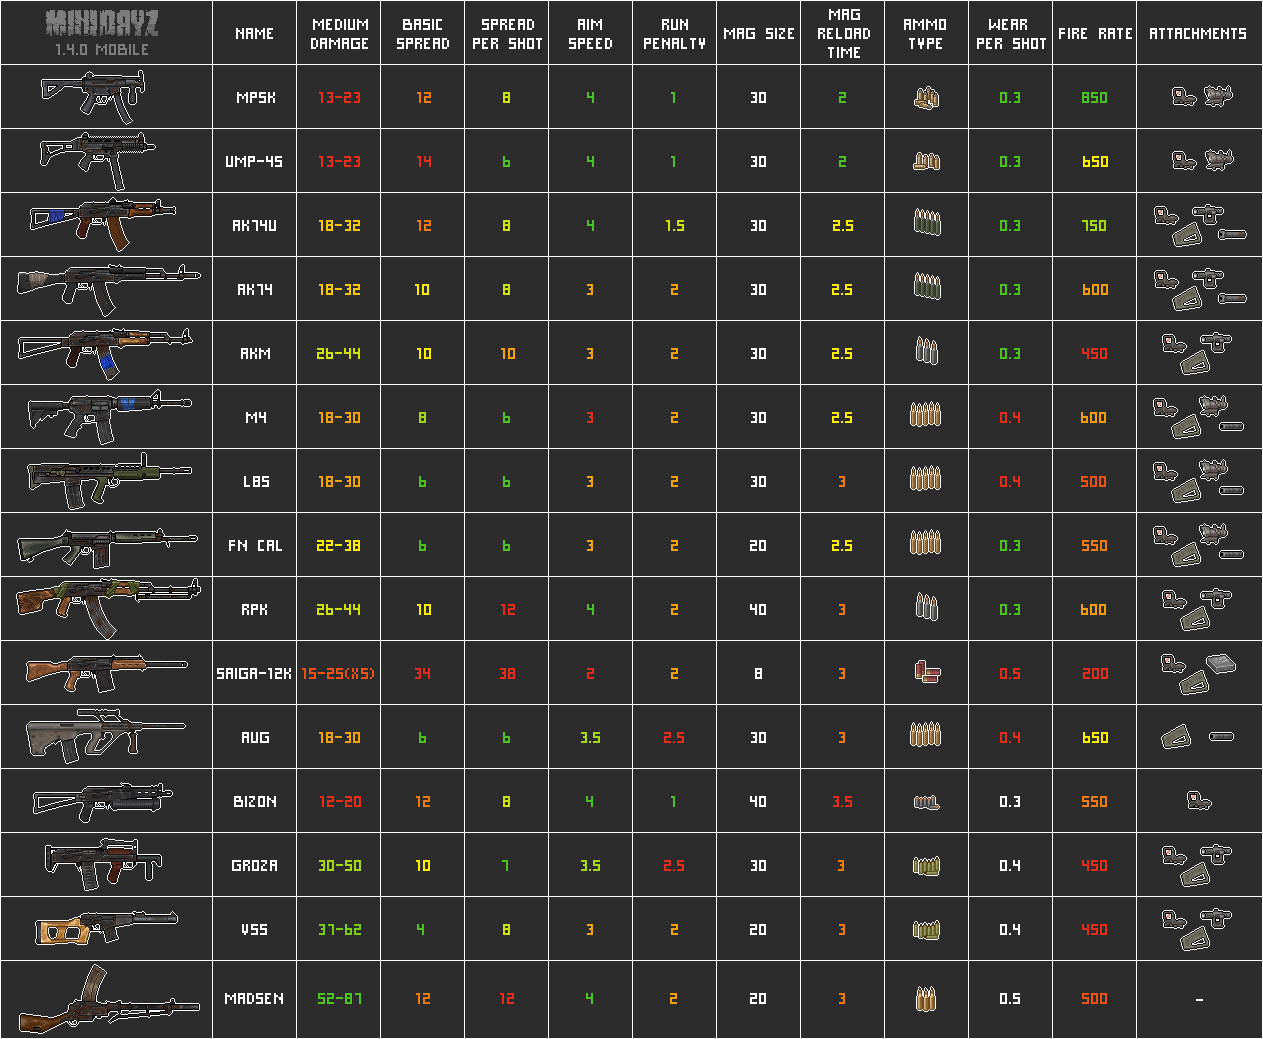 MINIDAYZ
1.4.0 MOBILE
NAME MEDIUM DAMAGE BASIC SPREAD SPREAD PER SHOT AIM SPEED RUN PENALTY MAG SIZE MAG RELOAD TIME AMMO TYPE WEAR PER SHOT FIRE RATE ATTACHMENTS
MP5K 13-23 12 8 4 1 30 2 0.3 850
UMP-45 13-23 14 6 4 1 30 2 0.3 650
AK74U 18-32 12 8 4 1.5 30 2.5 0.3 750
AK74 18-32 10 8 3 2 30 2.5 0.3 600
AKM 26-44 10 10 3 2 30 2.5 0.3 450
M4 18-30 8 6 3 2 30 2.5 0.4 600
L85 18-30 6 6 3 2 30 3 0.4 500
FN CAL 22-38 6 6 3 2 20 2.5 0.3 550
RPK 26-44 10 12 4 2 40 3 0.3 600
SAIGA-12K 15-25(X5) 34 38 2 2 8 3 0.5 200
AUG 18-30 6 6 3.5 2.5 30 3 0.4 650
BIZON 12-20 12 8 4 1 40 3.5 0.3 550
GROZA 30-50 10 7 3.5 2.5 30 3 0.4 450
VSS 37-62 4 8 3 2 20 3 0.4 450
MADSEN 52-87 12 12 4 2 20 3 0.5 500 -